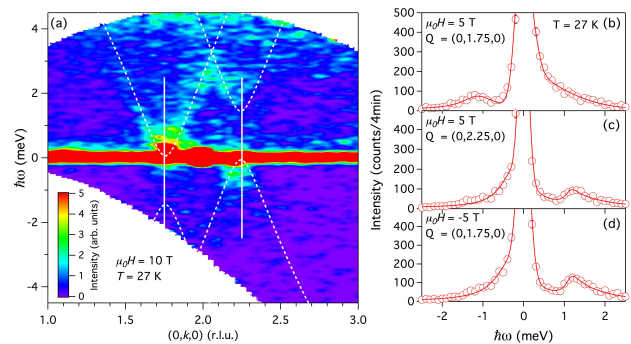 (a)
4
2
0
-2
-4
ℏω (meV)
5
4
3
2
1
0
Intensity (arb. units)
μ₀H = 10 T
T = 27 K
1.0
1.5
2.0
2.5
3.0
(0,k,0) (r.l.u.)
500
400
300
200
100
0
μ₀H = 5 T
T = 27 K
(b)
Q = (0,1.75,0)
400
300
200
100
0
μ₀H = 5 T
(c)
Q = (0,2.25,0)
400
300
200
100
0
μ₀H = -5 T
(d)
Q = (0,1.75,0)
Intensity (counts/4min)
-2
-1
0
1
2
ℏω (meV)